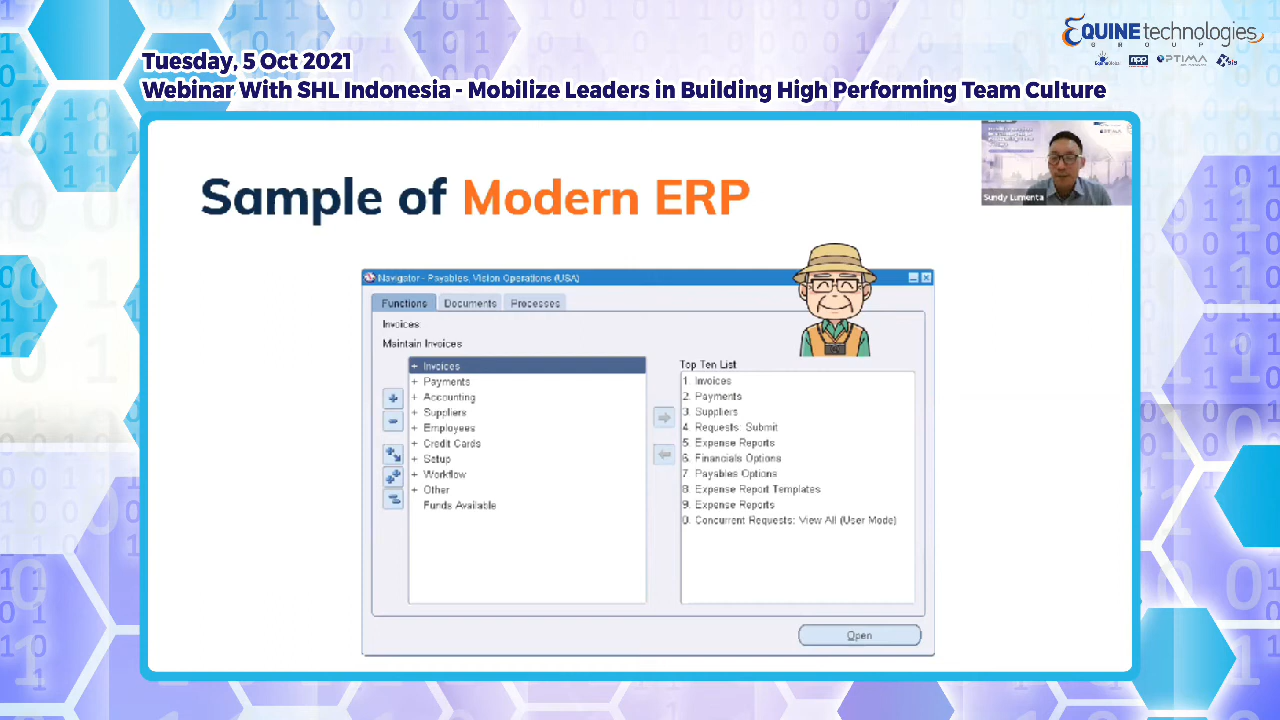 EQUINE technologies
GROUP
OPTIMA
Tuesday, 5 Oct 2021
Webinar With SHL Indonesia - Mobilize Leaders in Building High Performing Team Culture
Sundy Lumenta
Sample of Modern ERP
Navigator - Payables, Vision Operations (USA)
Functions Documents Processes
Invoices:
Maintain Invoices
+ Invoices
+ Payments
+ Accounting
+ Suppliers
+ Employees
+ Credit Cards
+ Setup
+ Workflow
+ Other
Funds Available
Top Ten List
1. Invoices
2. Payments
3. Suppliers
4. Requests: Submit
5. Expense Reports
6. Financials Options
7. Payables Options
8. Expense Report Templates
9. Expense Reports
0. Concurrent Requests: View All (User Mode)
Open